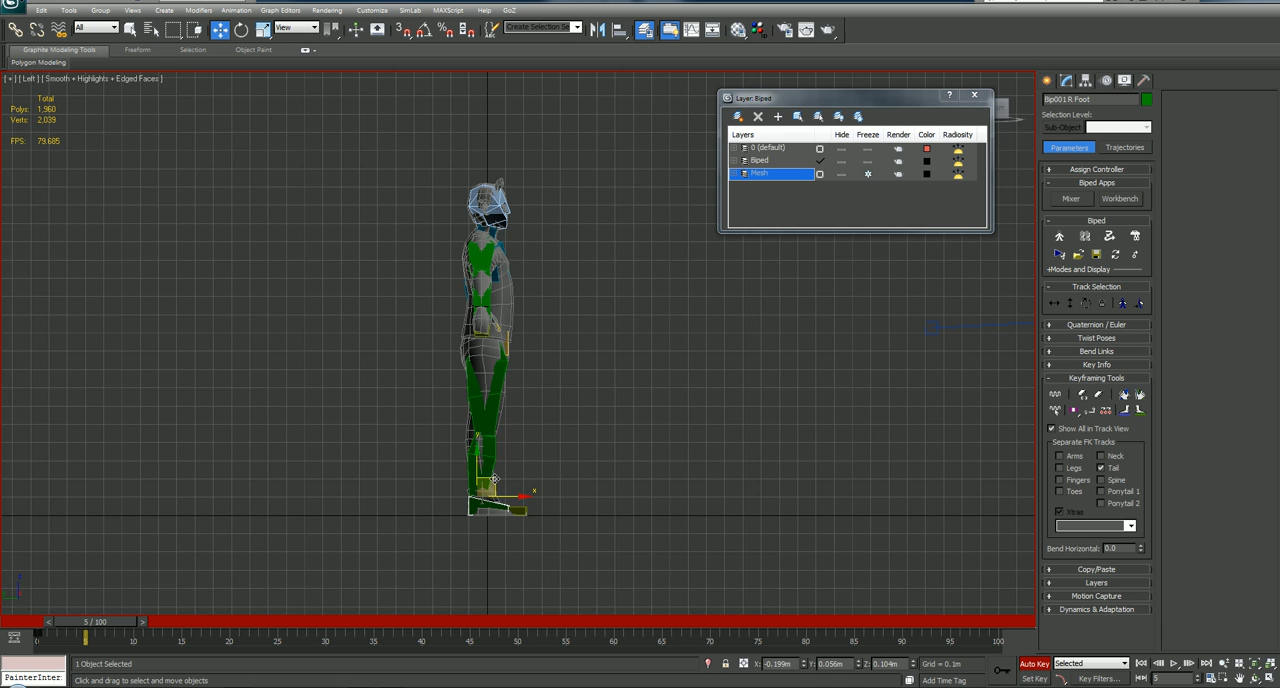 Edit Tools Group Views Create Modifiers Animation Graph Editors Rendering Customize SimLab MAXScript Help GoZ
All View Create Selection Se
Graphite Modeling Tools Freeform Selection Object Paint
Polygon Modeling
[ + ] [ Left ] [ Smooth + Highlights + Edged Faces ]
Total
Polys: 1,960
Verts: 2,039
FPS: 79.685
Layer: Biped
Layers Hide Freeze Render Color Radiosity
0 (default)
Biped
Mesh
x
y
z
Bip001 R Foot
Selection Level:
Sub-Object
Parameters Trajectories
+ Assign Controller
- Biped Apps
Mixer Workbench
- Biped
+Modes and Display
- Track Selection
+ Quaternion / Euler
+ Twist Poses
+ Bend Links
+ Key Info
- Keyframing Tools
Show All in Track View
Separate FK Tracks
Arms Neck
Legs Tail
Fingers Spine
Toes Ponytail 1
Ponytail 2
Xtras
Bend Horizontal: 0.0
+ Copy/Paste
+ Layers
+ Motion Capture
+ Dynamics & Adaptation
< 5 / 100 >
10 15 20 25 30 35 40 45 50 55 60 65 70 75 80 85 90 95 100
1 Object Selected X: -0.199m Y: 0.056m Z: 0.104m Grid = 0.1m Auto Key Selected
PainterInter: Click and drag to select and move objects Add Time Tag Set Key Key Filters... 5